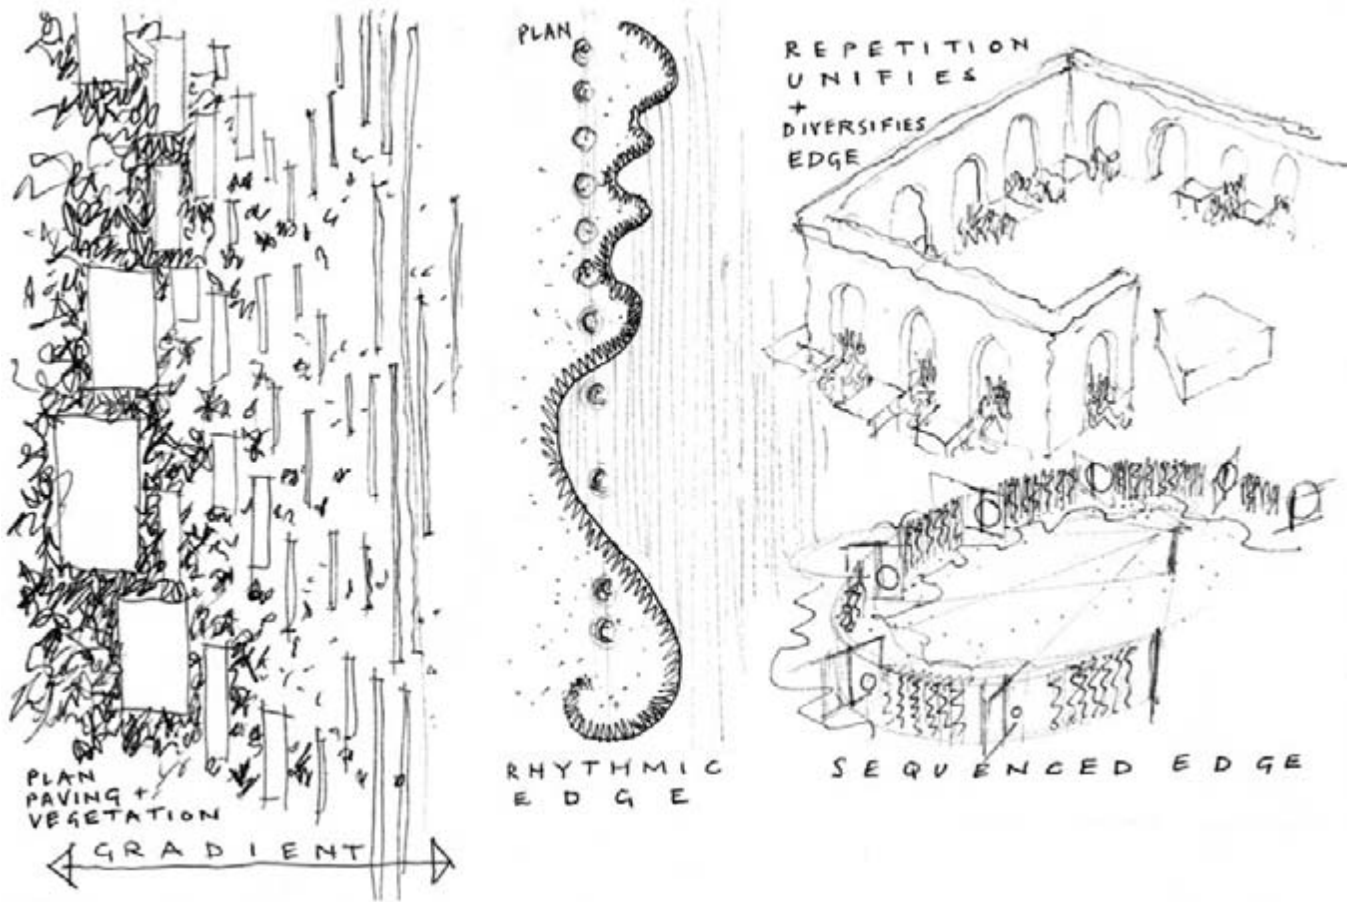 PLAN
PAVING +
VEGETATION
GRADIENT
PLAN
RHYTHMIC
EDGE
REPETITION
UNIFIES
+
DIVERSIFIES
EDGE
SEQUENCED EDGE